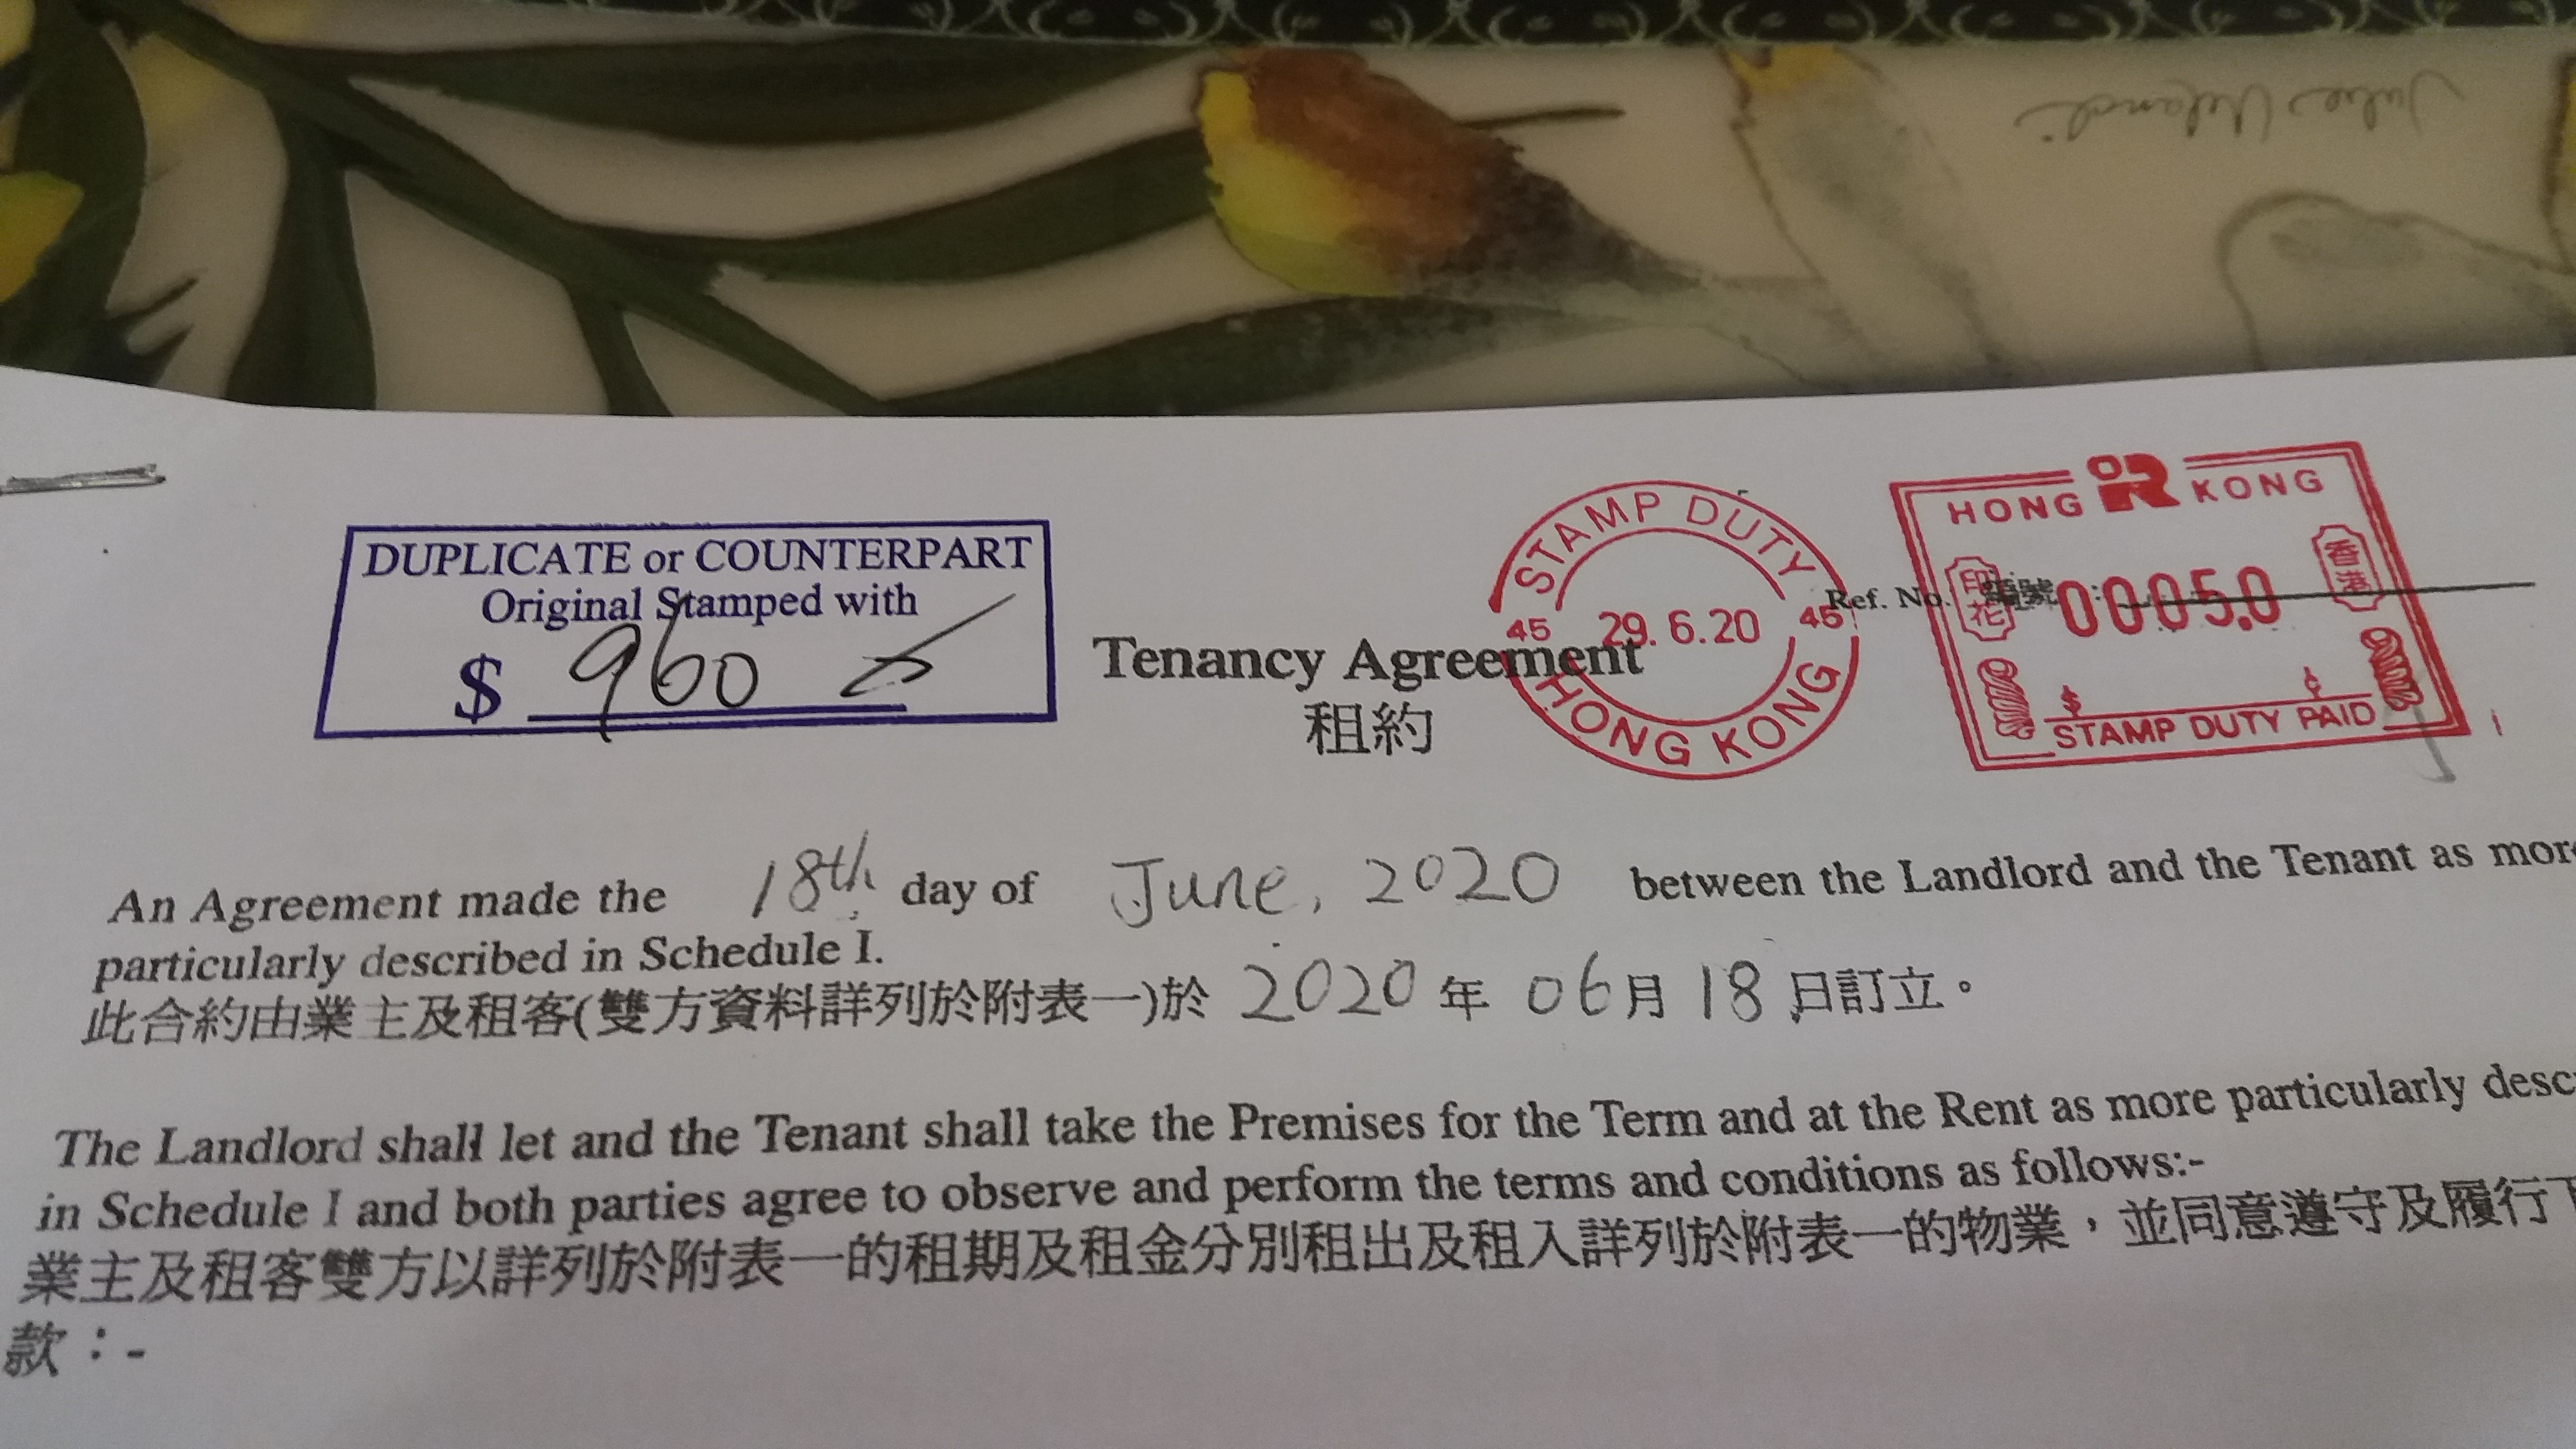 Julie Ueland
DUPLICATE or COUNTERPART
Original Stamped with
$ 960
STAMP DUTY
45 29. 6.20 45
HONG KONG
HONG KONG
印花 0005.0 香港
$ ¢
STAMP DUTY PAID
Ref. No. 編號 :
Tenancy Agreement
租約
An Agreement made the 18th day of June, 2020 between the Landlord and the Tenant as more
particularly described in Schedule I.
此合約由業主及租客(雙方資料詳列於附表一)於 2020 年 06 月 18 日訂立。
The Landlord shall let and the Tenant shall take the Premises for the Term and at the Rent as more particularly desc
in Schedule I and both parties agree to observe and perform the terms and conditions as follows:-
業主及租客雙方以詳列於附表一的租期及租金分別租出及租入詳列於附表一的物業，並同意遵守及履行下
款：-